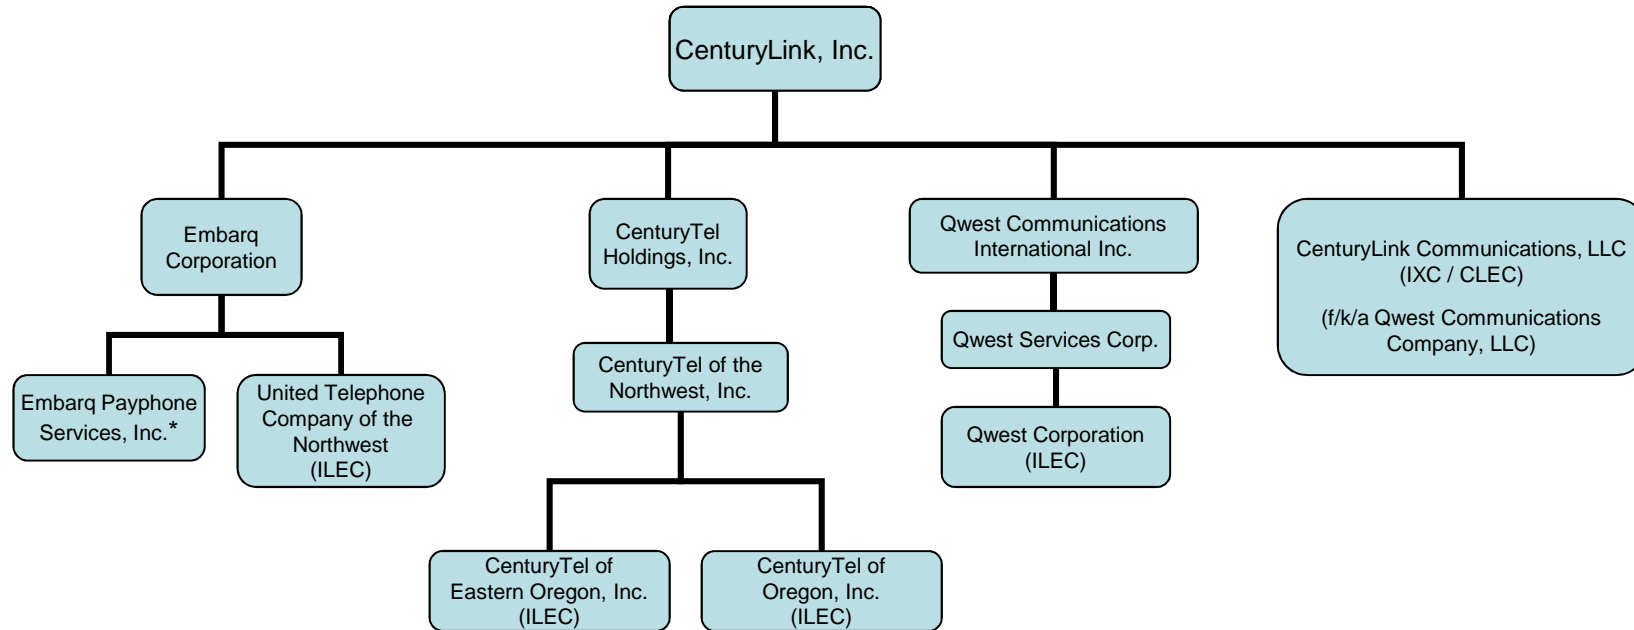 CenturyLink, Inc.
Embarq
Corporation
CenturyTel
Holdings, Inc.
Qwest Communications
International Inc.
CenturyLink Communications, LLC
(IXC / CLEC)
(f/k/a Qwest Communications
Company, LLC)
Qwest Services Corp.
Embarq Payphone
Services, Inc.*
United Telephone
Company of the
Northwest
(ILEC)
CenturyTel of the
Northwest, Inc.
Qwest Corporation
(ILEC)
CenturyTel of
Eastern Oregon, Inc.
(ILEC)
CenturyTel of
Oregon, Inc.
(ILEC)